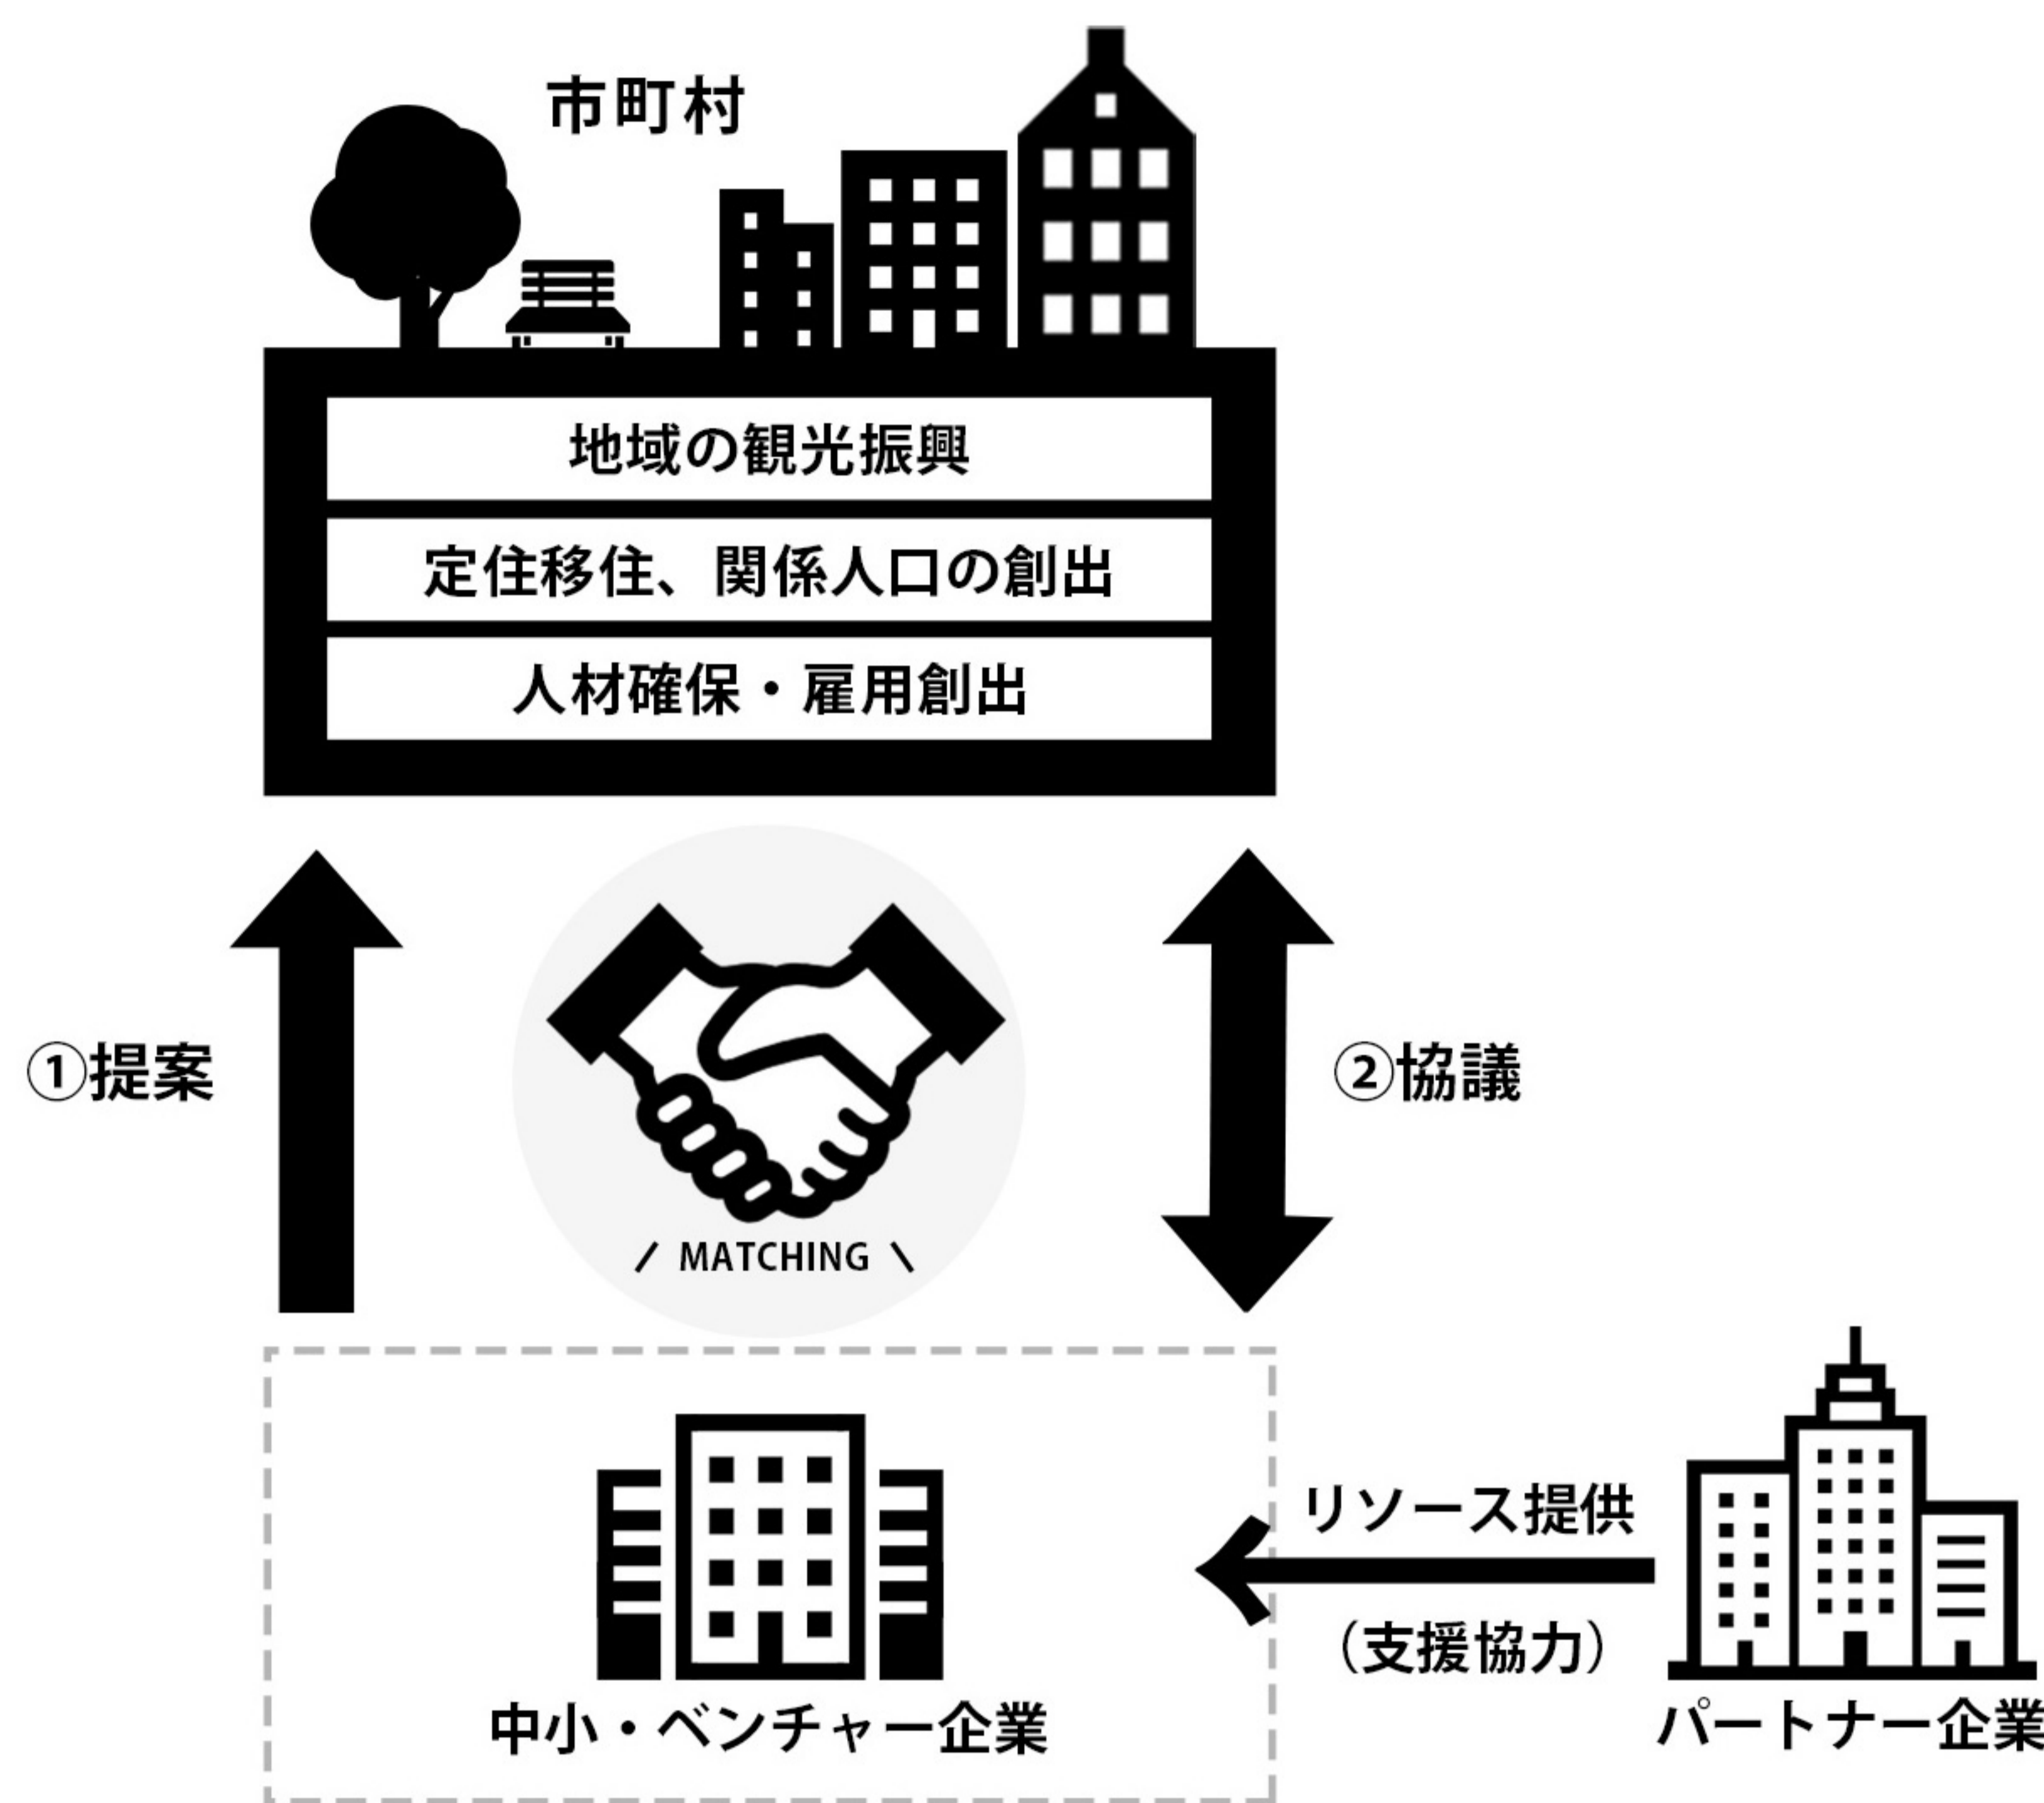 市町村
地域の観光振興
定住移住、関係人口の創出
人材確保・雇用創出
①提案
②協議
MATCHING
リソース提供
（支援協力）
中小・ベンチャー企業
パートナー企業